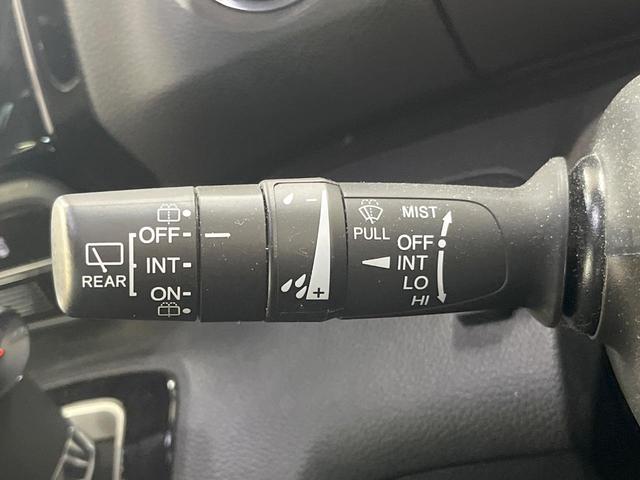 REAR
OFF
INT
ON
−
+
PULL
MIST
OFF
INT
LO
HI